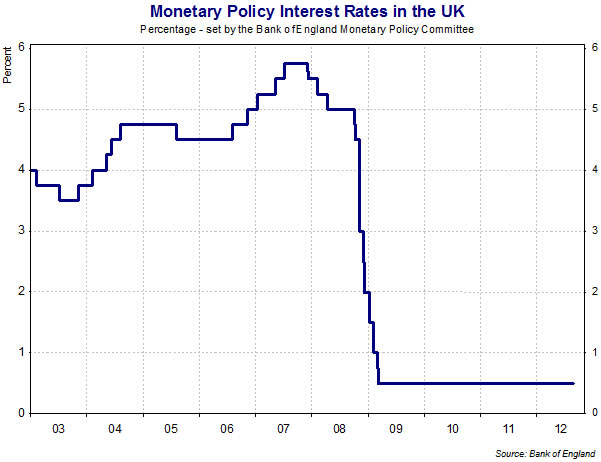 Monetary Policy Interest Rates in the UK
Percentage - set by the Bank of England Monetary Policy Committee
Percent
6 6
5 5
4 4
3 3
2 2
1 1
0 0
03 04 05 06 07 08 09 10 11 12
Source: Bank of England